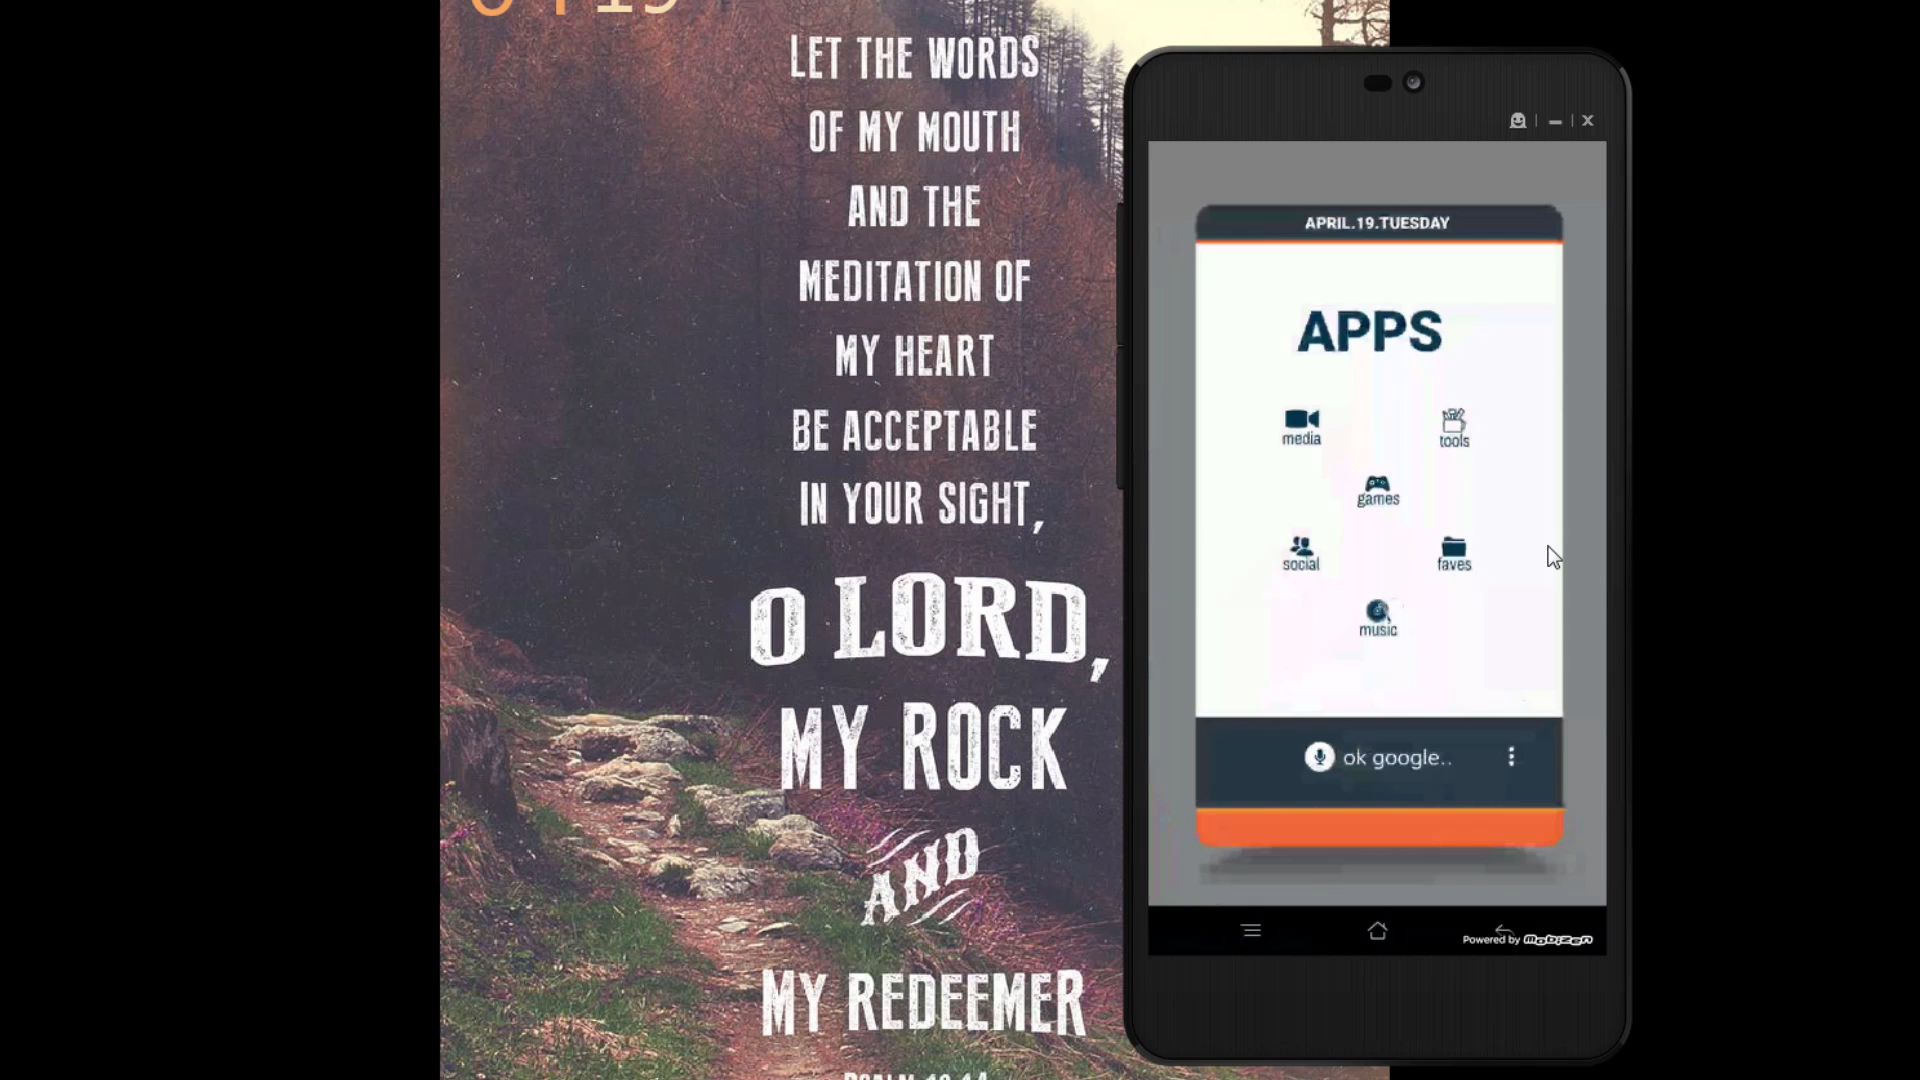 LET THE WORDS
OF MY MOUTH
AND THE
MEDITATION OF
MY HEART
BE ACCEPTABLE
IN YOUR SIGHT,
O LORD,
MY ROCK
AND
MY REDEEMER
APRIL.19.TUESDAY
APPS
media
tools
games
social
faves
music
ok google..
Powered by Mobizen